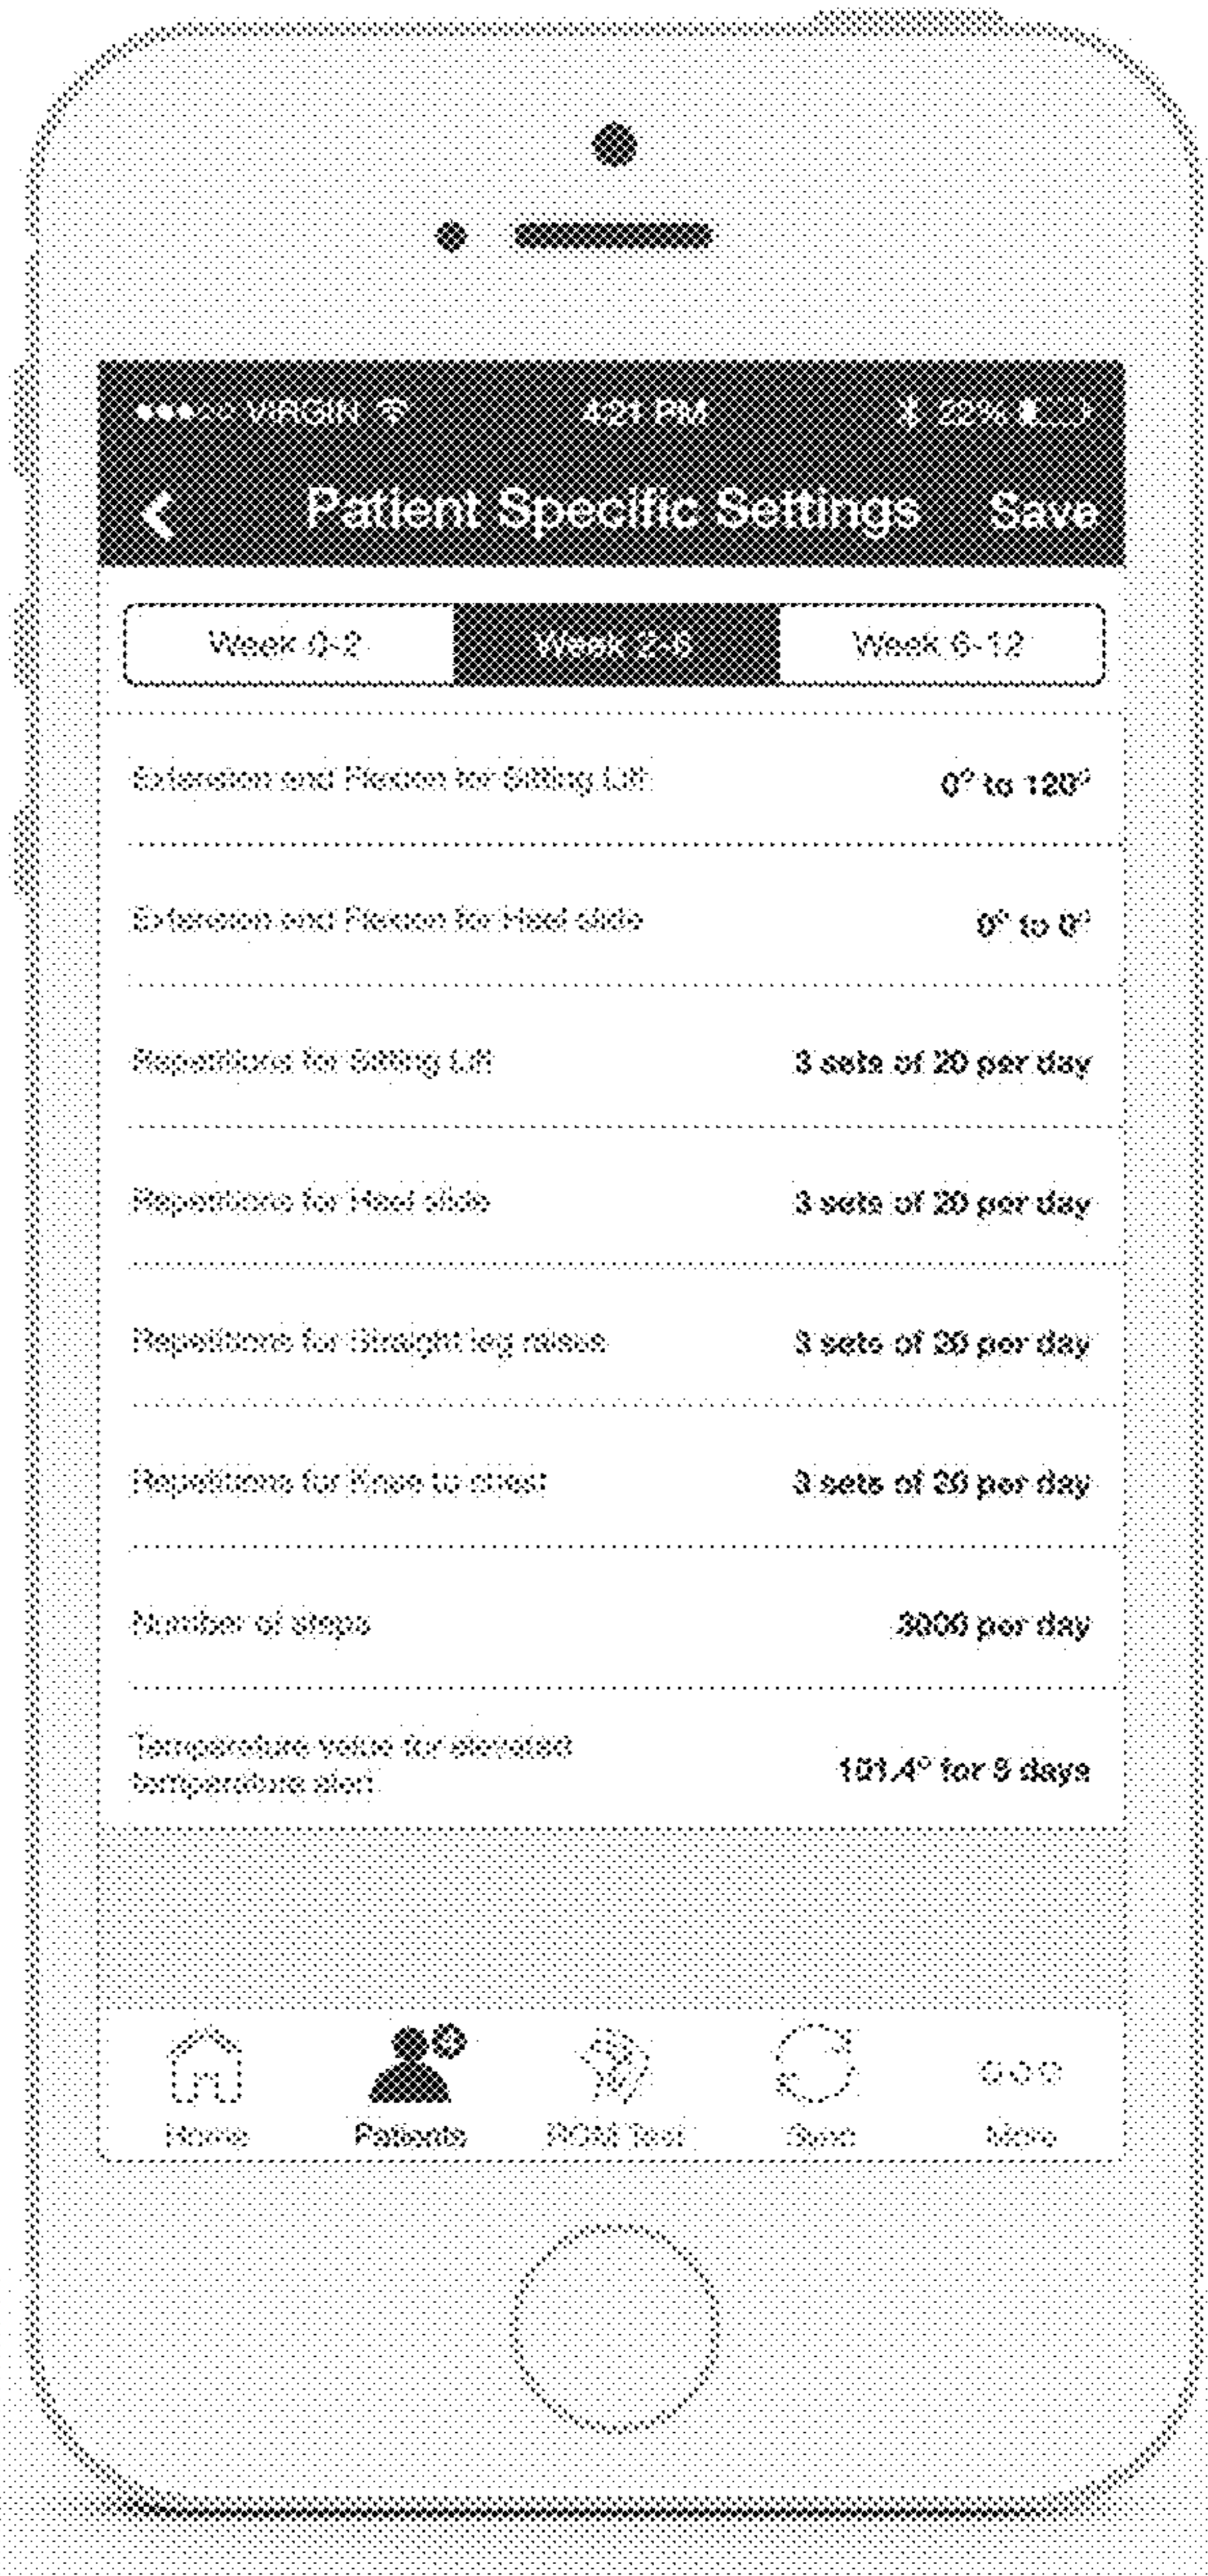 VIRGIN 4:21 PM 22%
Patient Specific Settings Save
Week 0-2 Week 2-6 Week 6-12
Extension and Flexion for Sitting Lift 0° to 120°
Extension and Flexion for Heel slide 0° to 0°
Repetitions for Sitting Lift 3 sets of 20 per day
Repetitions for Heel slide 3 sets of 20 per day
Repetitions for Straight leg raises 3 sets of 20 per day
Repetitions for Knee to chest 3 sets of 20 per day
Number of steps 3000 per day
Temperature value for elevated
temperature alert 101.4° for days
Home Patients ROM Test Sync More